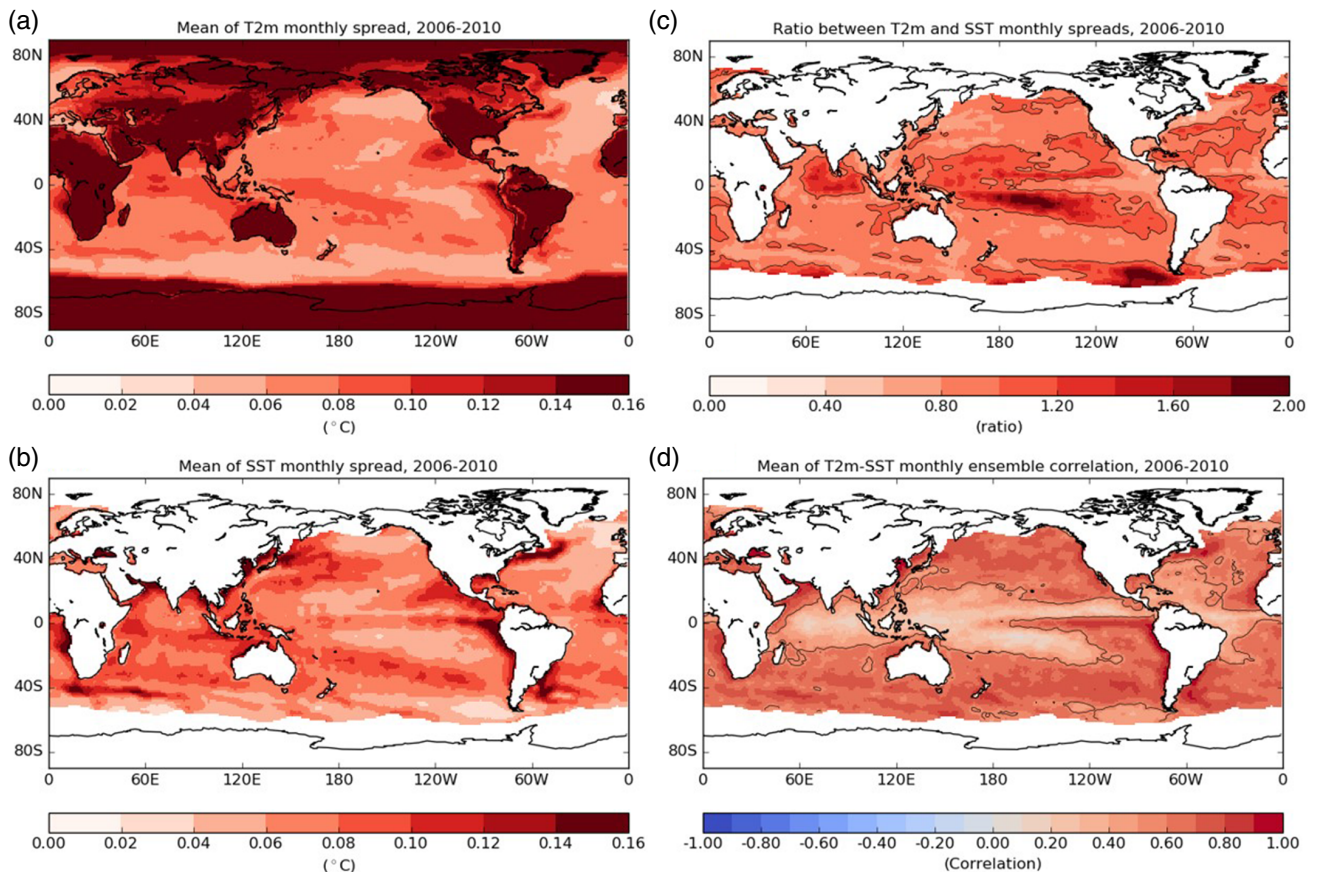 (a)
Mean of T2m monthly spread, 2006-2010
80N
40N
0
40S
80S
0 60E 120E 180 120W 60W 0
0.00 0.02 0.04 0.06 0.08 0.10 0.12 0.14 0.16
(°C)
(b)
Mean of SST monthly spread, 2006-2010
80N
40N
0
40S
80S
0 60E 120E 180 120W 60W 0
0.00 0.02 0.04 0.06 0.08 0.10 0.12 0.14 0.16
(°C)
(c)
Ratio between T2m and SST monthly spreads, 2006-2010
80N
40N
0
40S
80S
0 60E 120E 180 120W 60W 0
0.00 0.40 0.80 1.20 1.60 2.00
(ratio)
(d)
Mean of T2m-SST monthly ensemble correlation, 2006-2010
80N
40N
0
40S
80S
0 60E 120E 180 120W 60W 0
-1.00 -0.80 -0.60 -0.40 -0.20 0.00 0.20 0.40 0.60 0.80 1.00
(Correlation)